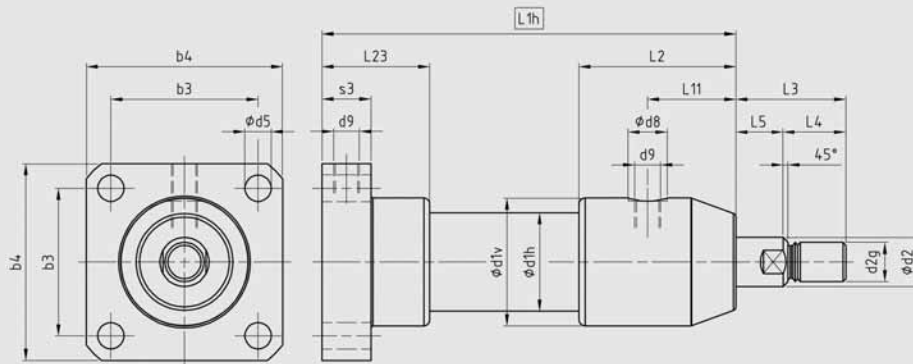 L1h
b4
L23
L2
b3
s3
L11
L3
Φd5
d9
Φd8
L5
L4
d9
45°
b4
b3
Φd1v
Φd1h
d2g
Φd2